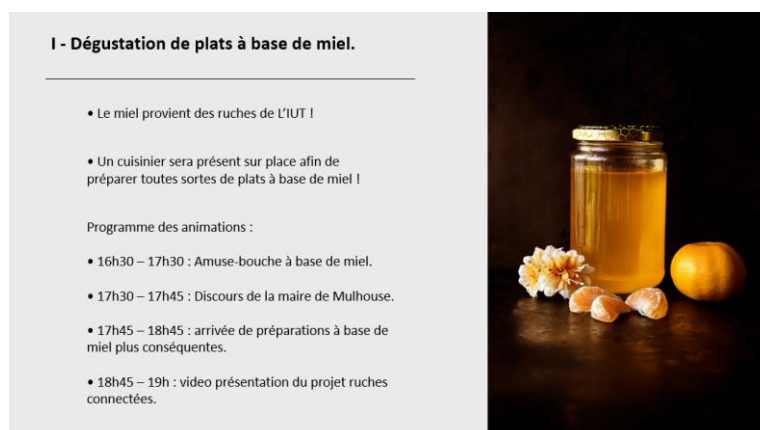 I - Dégustation de plats à base de miel.
• Le miel provient des ruches de L'IUT !
• Un cuisinier sera présent sur place afin de
préparer toutes sortes de plats à base de miel !
Programme des animations :
• 16h30 – 17h30 : Amuse-bouche à base de miel.
• 17h30 – 17h45 : Discours de la maire de Mulhouse.
• 17h45 – 18h45 : arrivée de préparations à base de
miel plus conséquentes.
• 18h45 – 19h : video présentation du projet ruches
connectées.